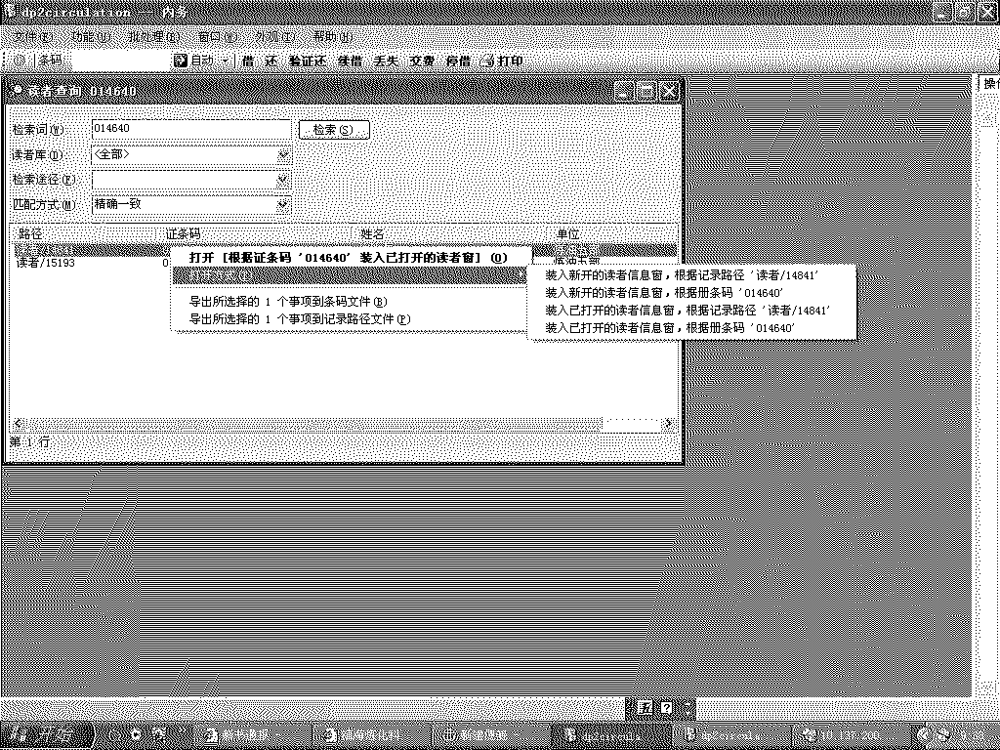 dp2circulation -- 内务
文件(F) 功能(U) 批处理(B) 窗口(W) 外观(I) 帮助(H)
条码 自动 借 还 验证还 续借 丢失 交费 停借 打印
操作
读者查询 014640
检索词(W) 014640 检索(S)
读者库(D) <全部>
检索途径(F)
匹配方式(M) 精确一致
路径 证条码 姓名 单位
读者/15193 0
打开 [根据证条码 '014640' 装入已打开的读者窗] (O)
导出所选择的 1 个事项到条码文件(B)
导出所选择的 1 个事项到记录路径文件(P)
装入新开的读者信息窗，根据记录路径 '读者/14841'
装入新开的读者信息窗，根据册条码 '014640'
装入已打开的读者信息窗，根据记录路径 '读者/14841'
装入已打开的读者信息窗，根据册条码 '014640'
第 1 行
五 ?
开始